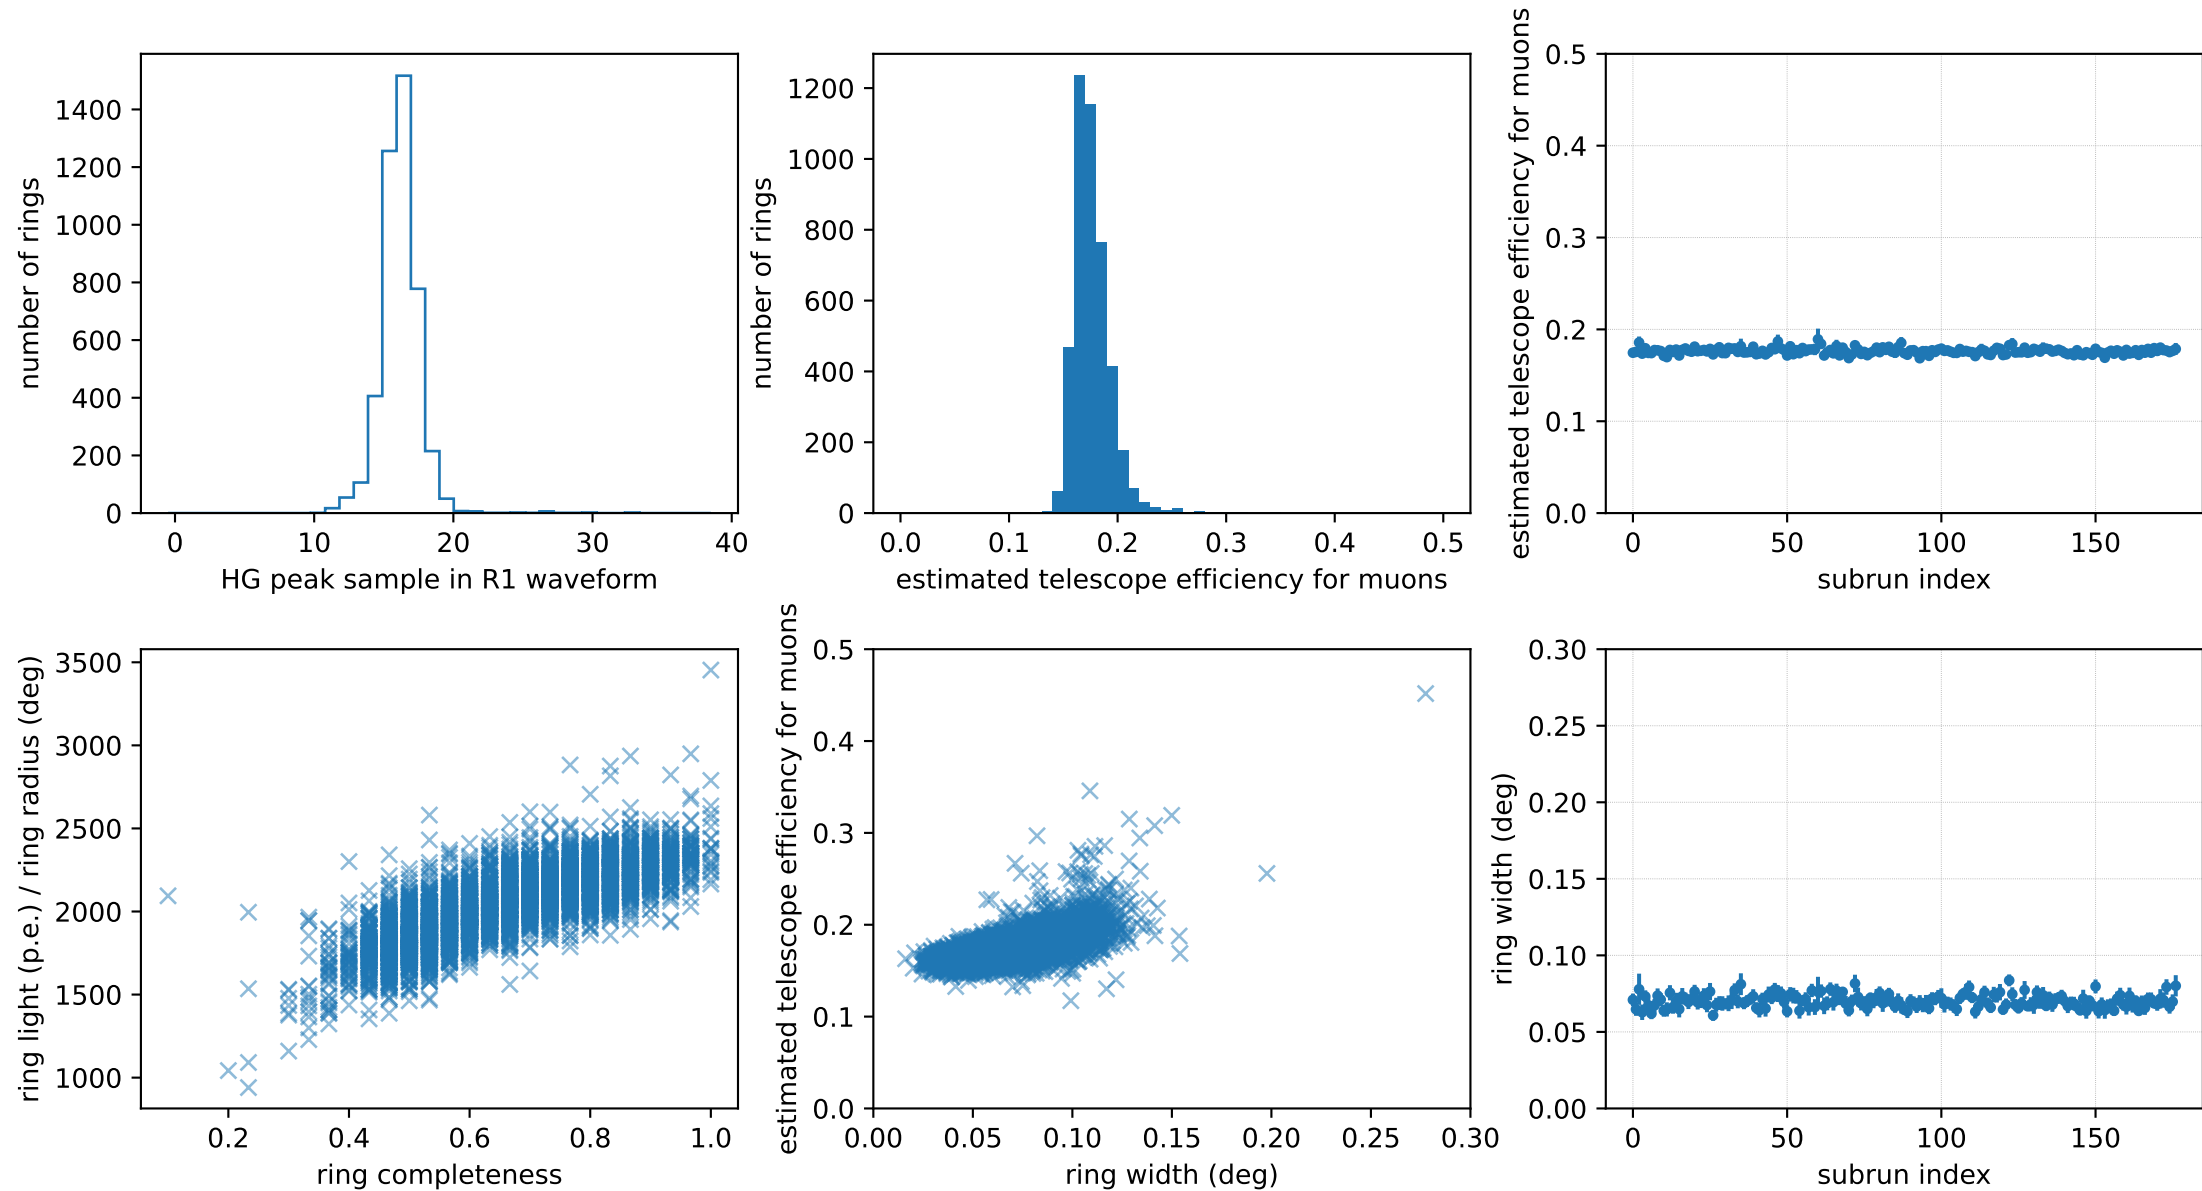 number of rings
1400
1200
1000
800
600
400
200
0
0 10 20 30 40
HG peak sample in R1 waveform
number of rings
1200
1000
800
600
400
200
0
0.0 0.1 0.2 0.3 0.4 0.5
estimated telescope efficiency for muons
estimated telescope efficiency for muons
0.5
0.4
0.3
0.2
0.1
0.0
0 50 100 150
subrun index
ring light (p.e.) / ring radius (deg)
3500
3000
2500
2000
1500
1000
0.2 0.4 0.6 0.8 1.0
ring completeness
estimated telescope efficiency for muons
0.5
0.4
0.3
0.2
0.1
0.0
0.00 0.05 0.10 0.15 0.20 0.25 0.30
ring width (deg)
ring width (deg)
0.30
0.25
0.20
0.15
0.10
0.05
0.00
0 50 100 150
subrun index